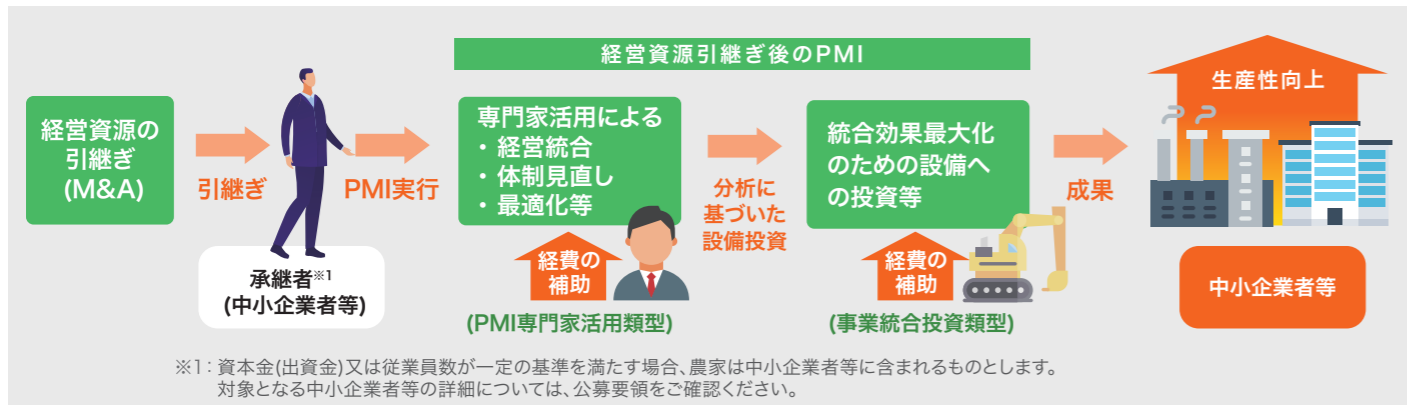 経営資源引継ぎ後のPMI
経営資源の
引継ぎ
(M&A)
引継ぎ
承継者※1
(中小企業者等)
PMI実行
専門家活用による
・経営統合
・体制見直し
・最適化等
経費の
補助
(PMI専門家活用類型)
分析に
基づいた
設備投資
統合効果最大化
のための設備へ
の投資等
経費の
補助
(事業統合投資類型)
成果
生産性向上
中小企業者等
※1：資本金(出資金)又は従業員数が一定の基準を満たす場合、農家は中小企業者等に含まれるものとします。
対象となる中小企業者等の詳細については、公募要領をご確認ください。